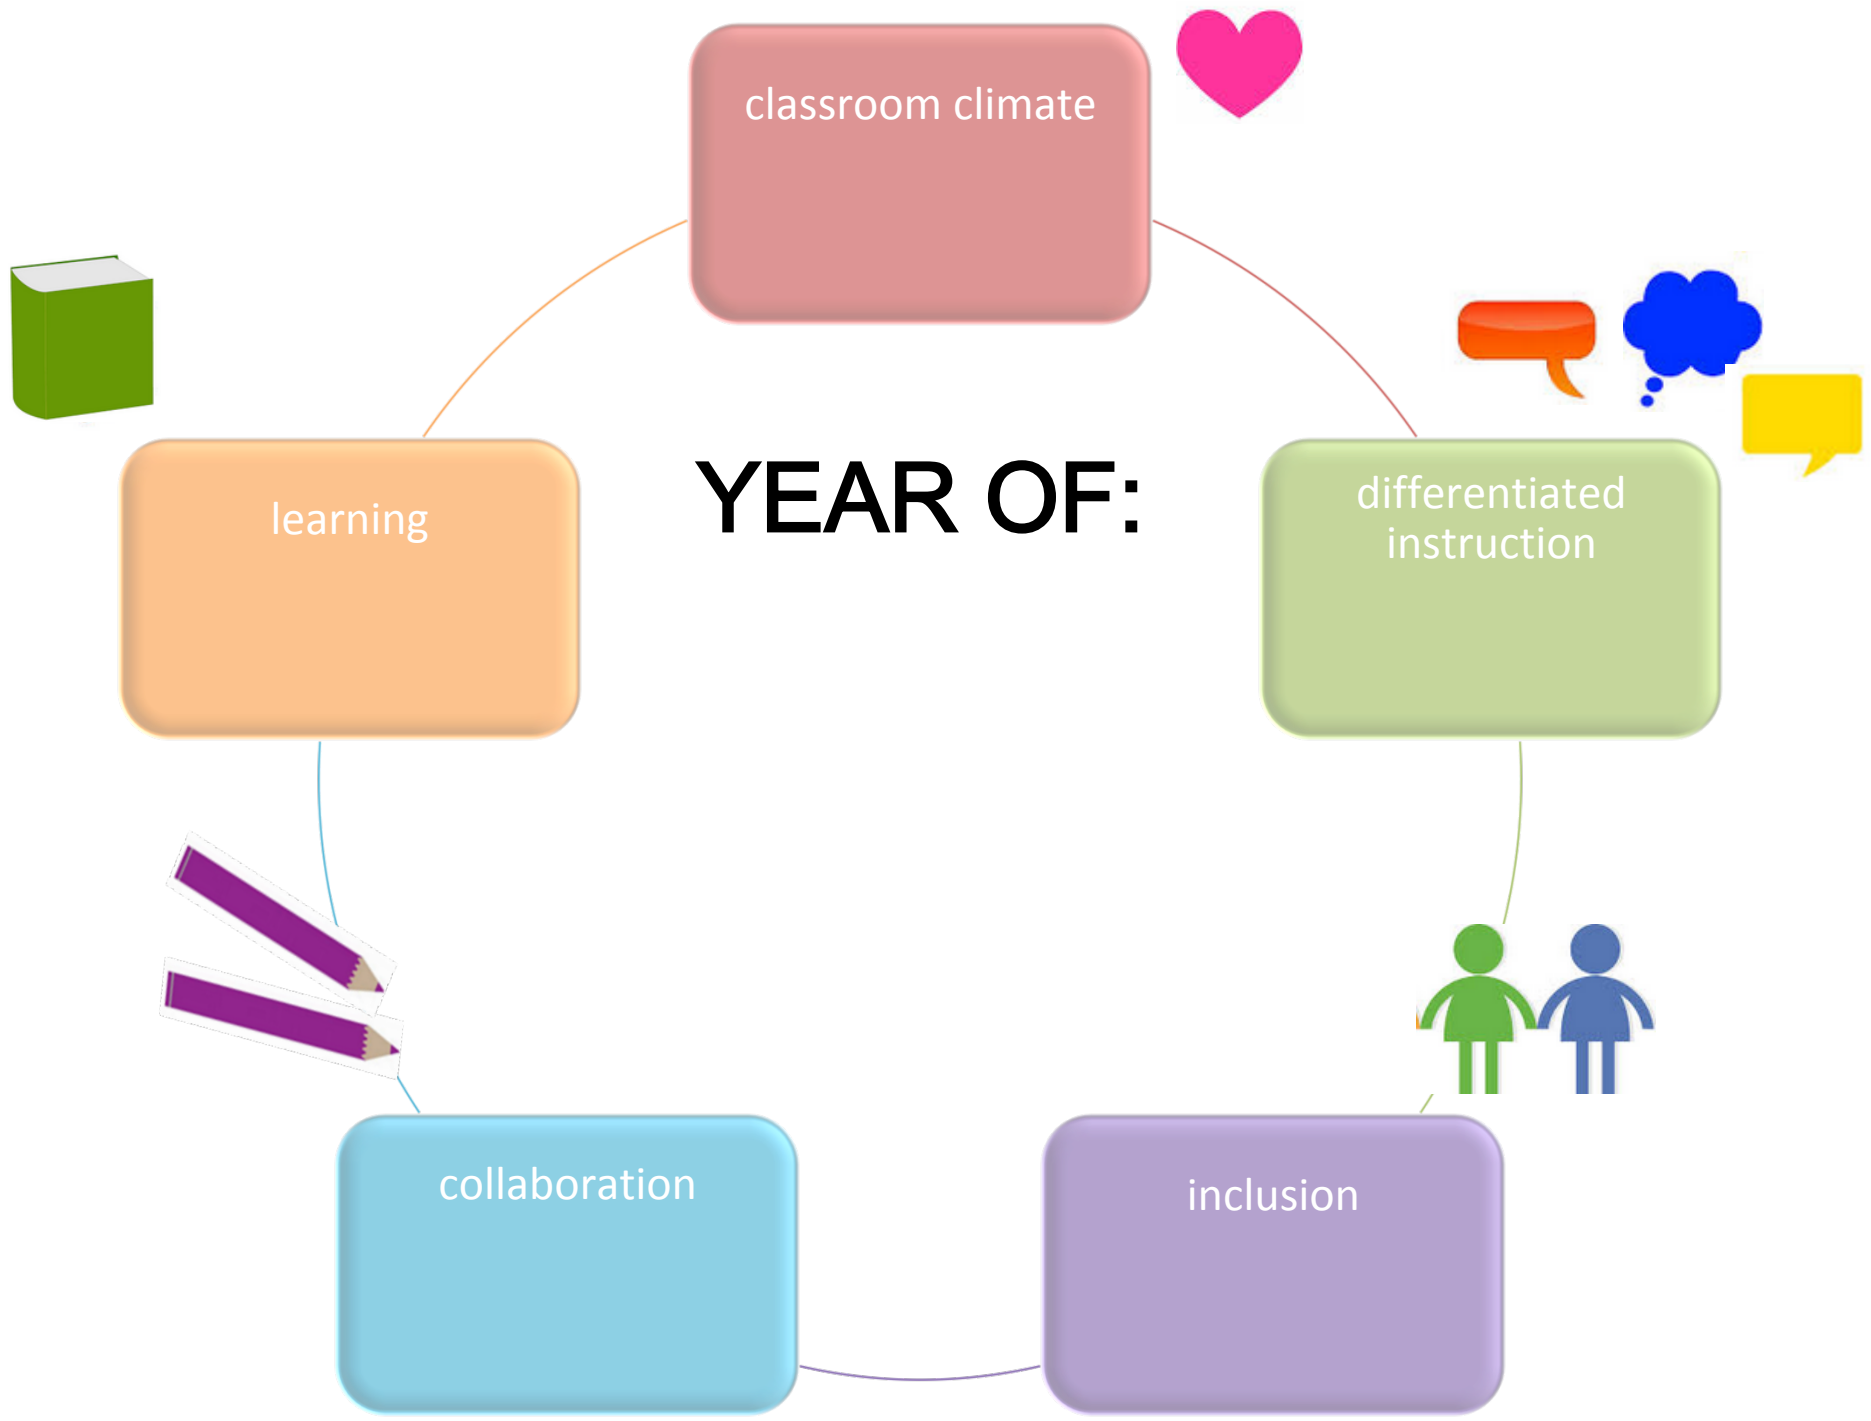 classroom climate
YEAR OF:
differentiated
instruction
learning
collaboration
inclusion